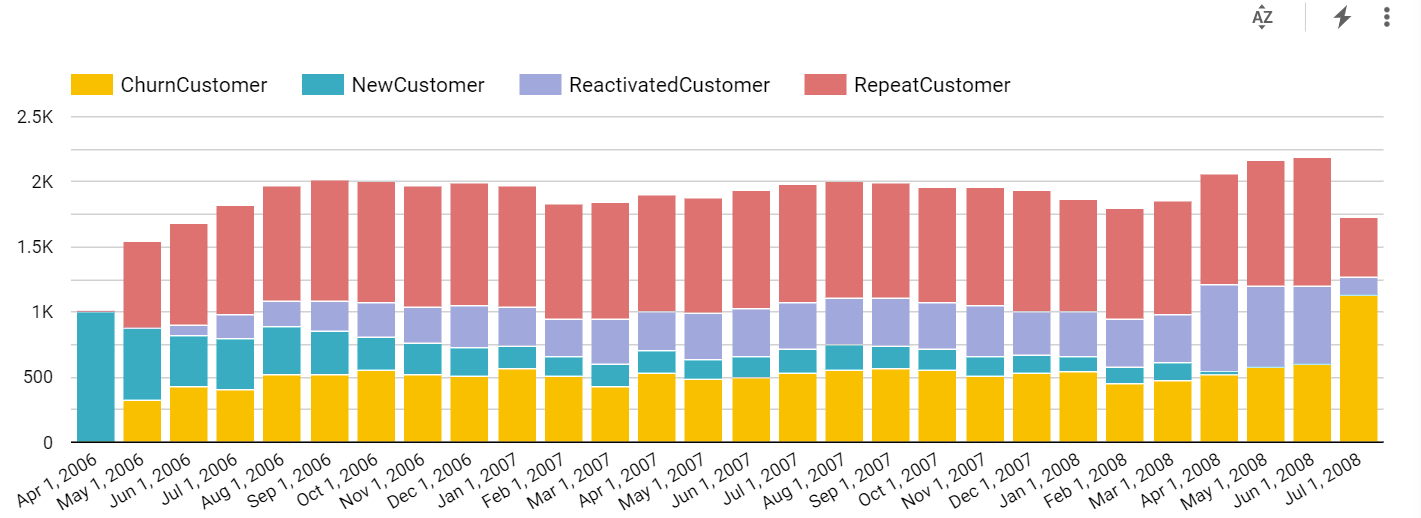 AZ
ChurnCustomer NewCustomer ReactivatedCustomer RepeatCustomer
2.5K
2K
1.5K
1K
500
0
Apr 1, 2006 May 1, 2006 Jun 1, 2006 Jul 1, 2006 Aug 1, 2006 Sep 1, 2006 Oct 1, 2006 Nov 1, 2006 Dec 1, 2006 Jan 1, 2007 Feb 1, 2007 Mar 1, 2007 Apr 1, 2007 May 1, 2007 Jun 1, 2007 Jul 1, 2007 Aug 1, 2007 Sep 1, 2007 Oct 1, 2007 Nov 1, 2007 Dec 1, 2007 Jan 1, 2008 Feb 1, 2008 Mar 1, 2008 Apr 1, 2008 May 1, 2008 Jun 1, 2008 Jul 1, 2008